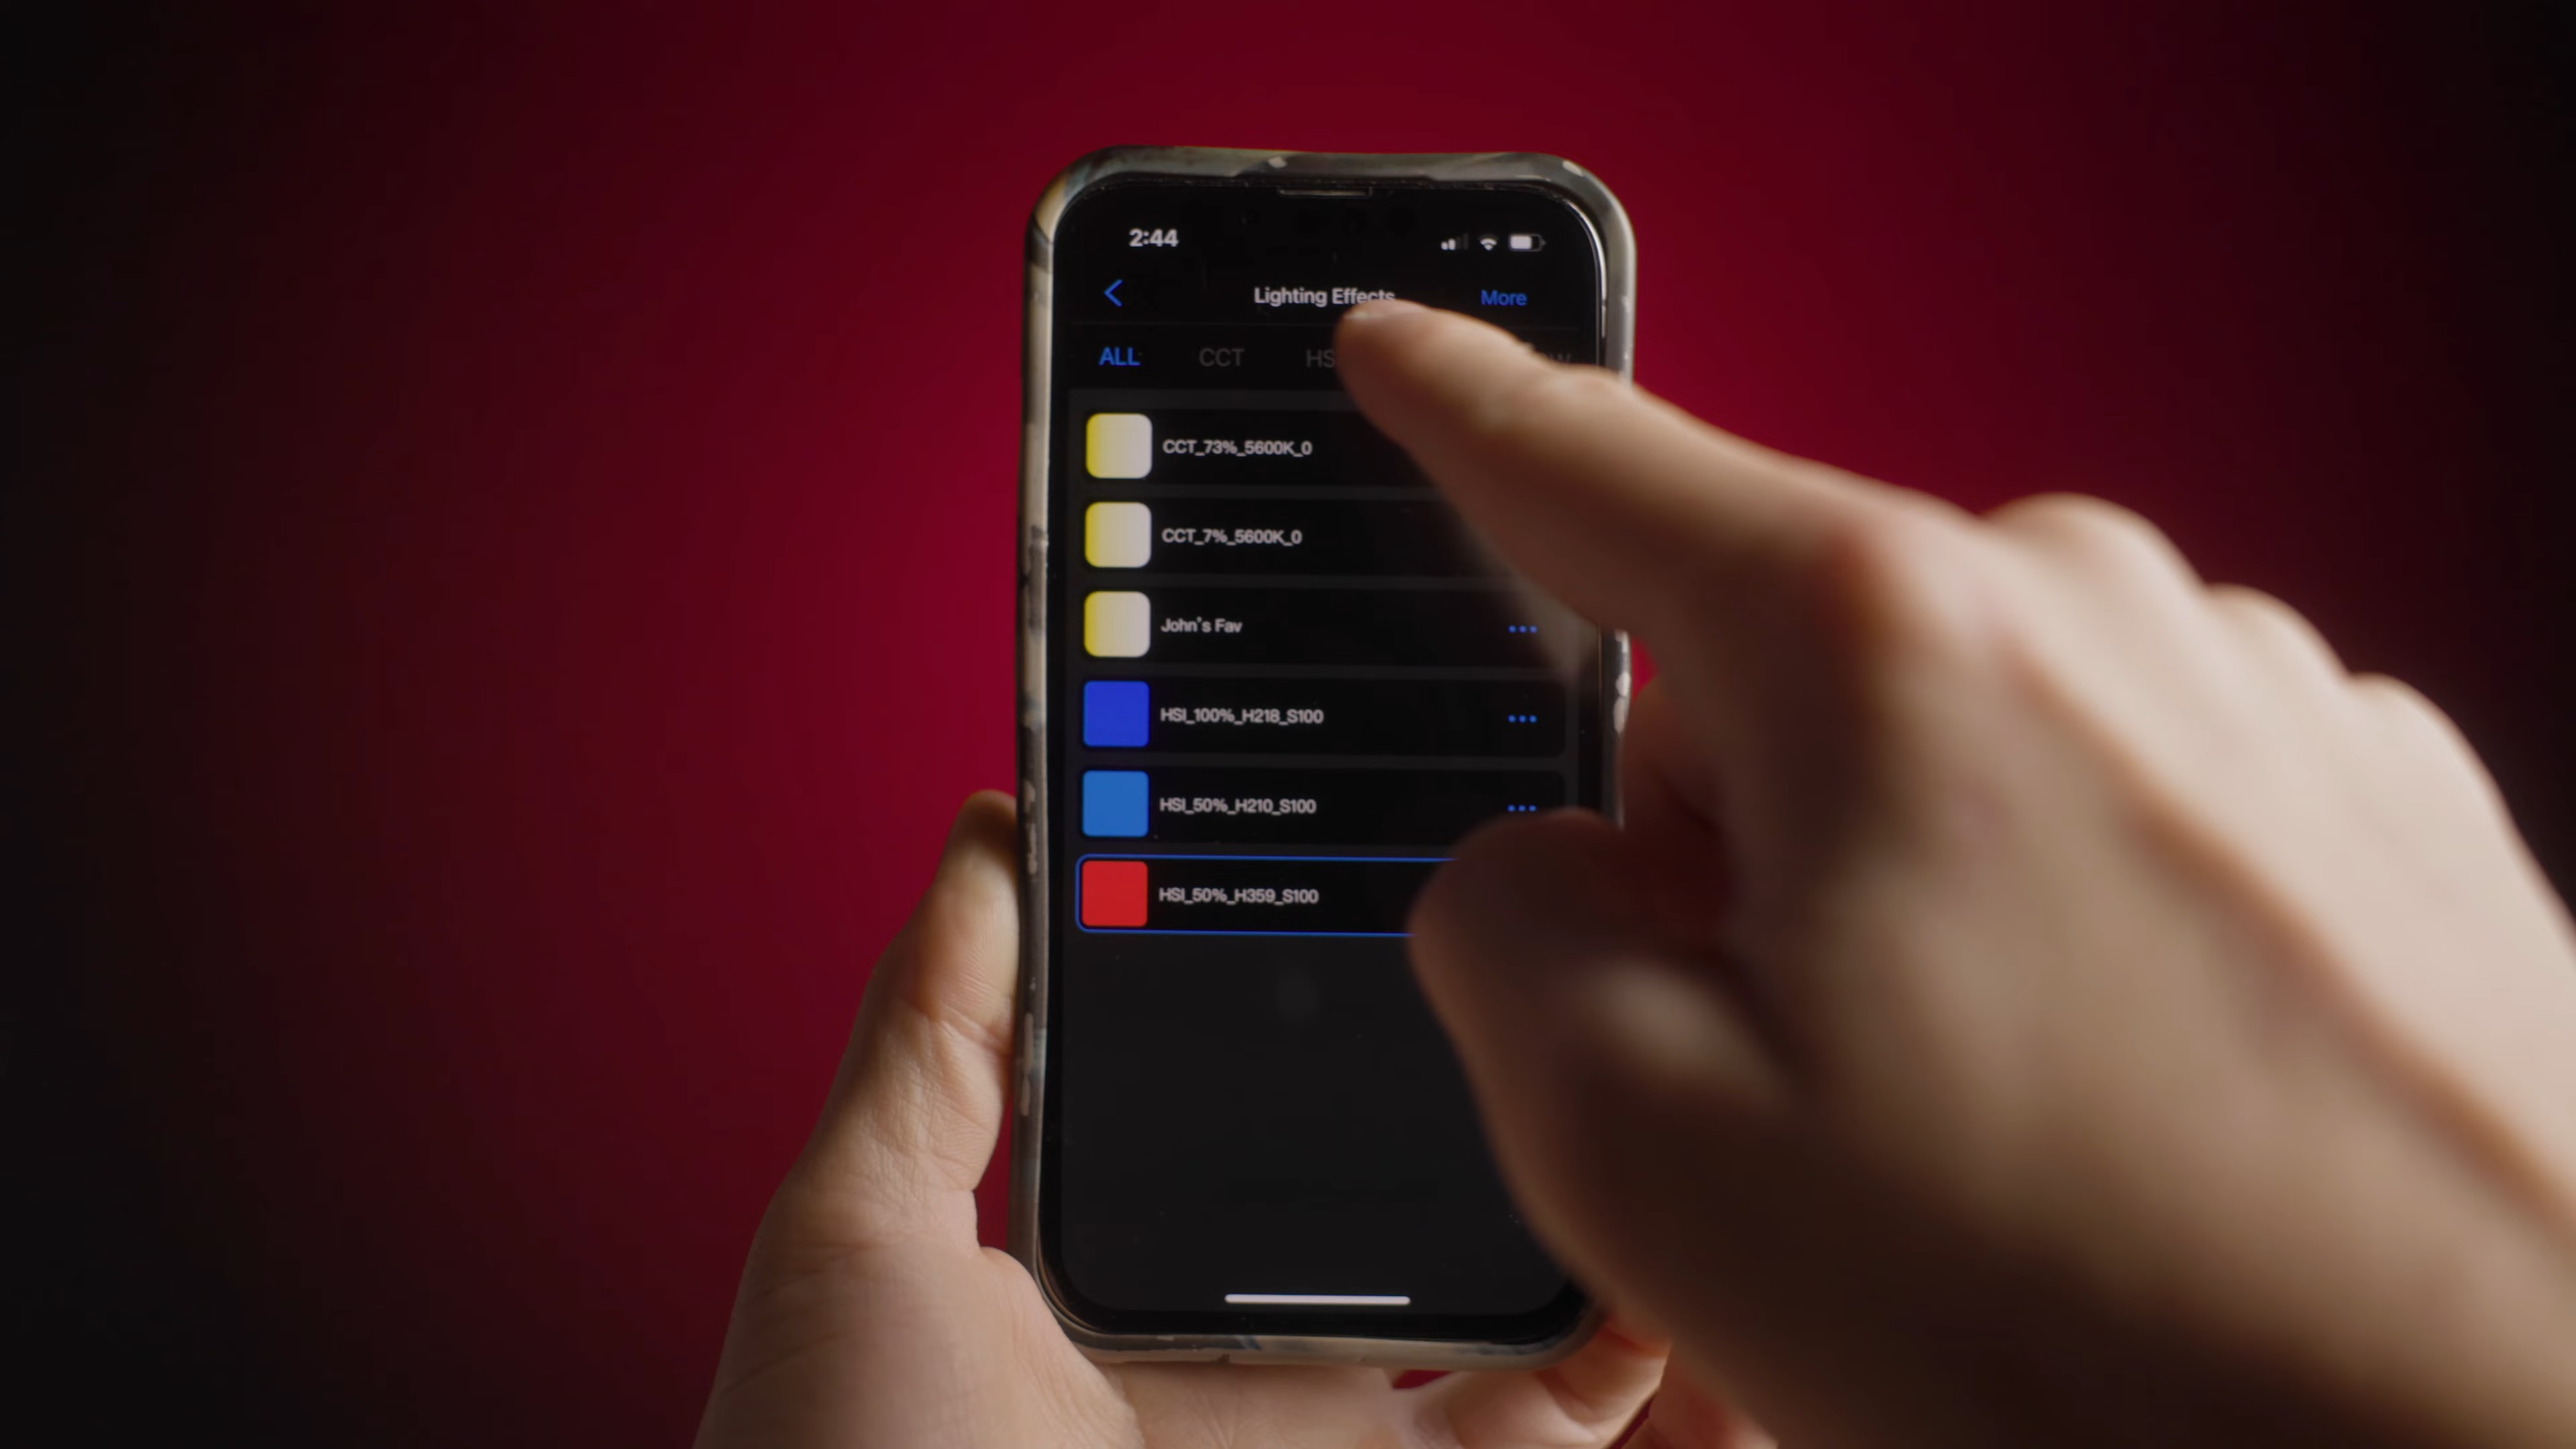 2:44
Lighting Effects More
ALL CCT HS
CCT_73%_5600K_0
CCT_7%_5600K_0
John's Fav
HSI_100%_H218_S100
HSI_50%_H210_S100
HSI_50%_H359_S100